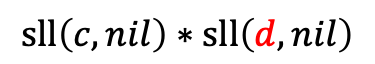 sll(c, nil) * sll(d, nil)